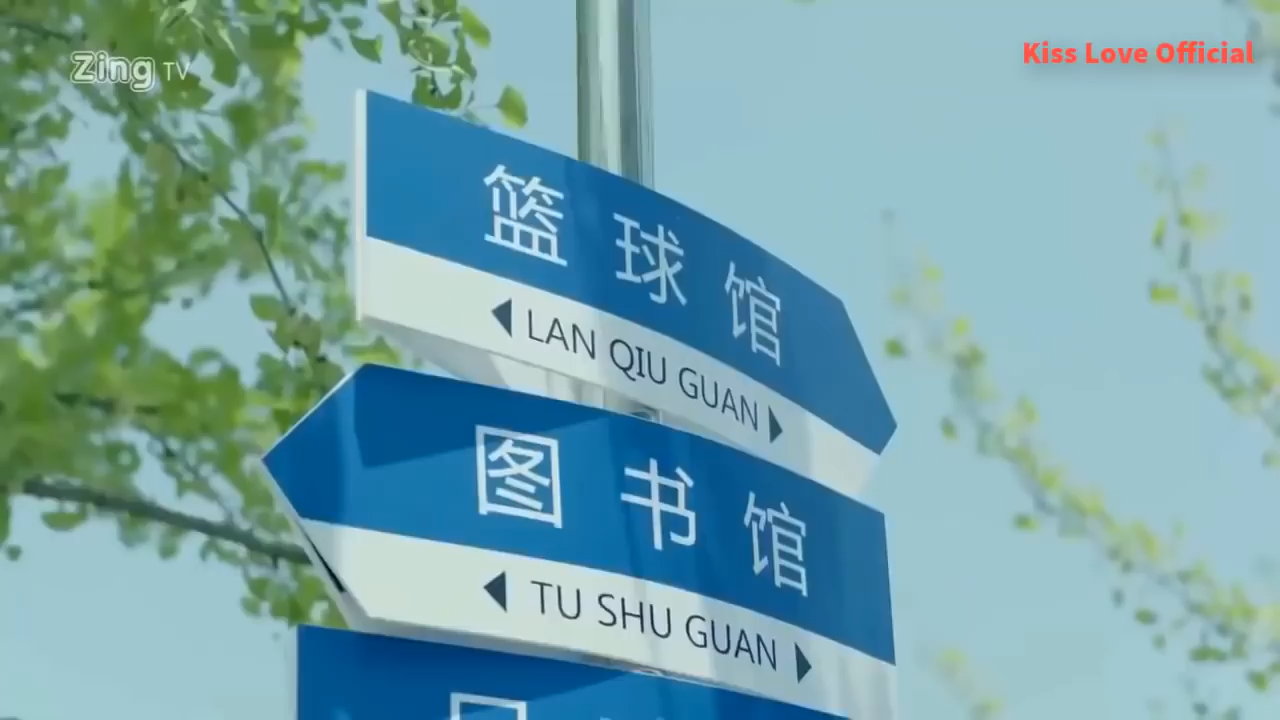 Zing TV
Kiss Love Official
篮球馆
LAN QIU GUAN
图书馆
TU SHU GUAN